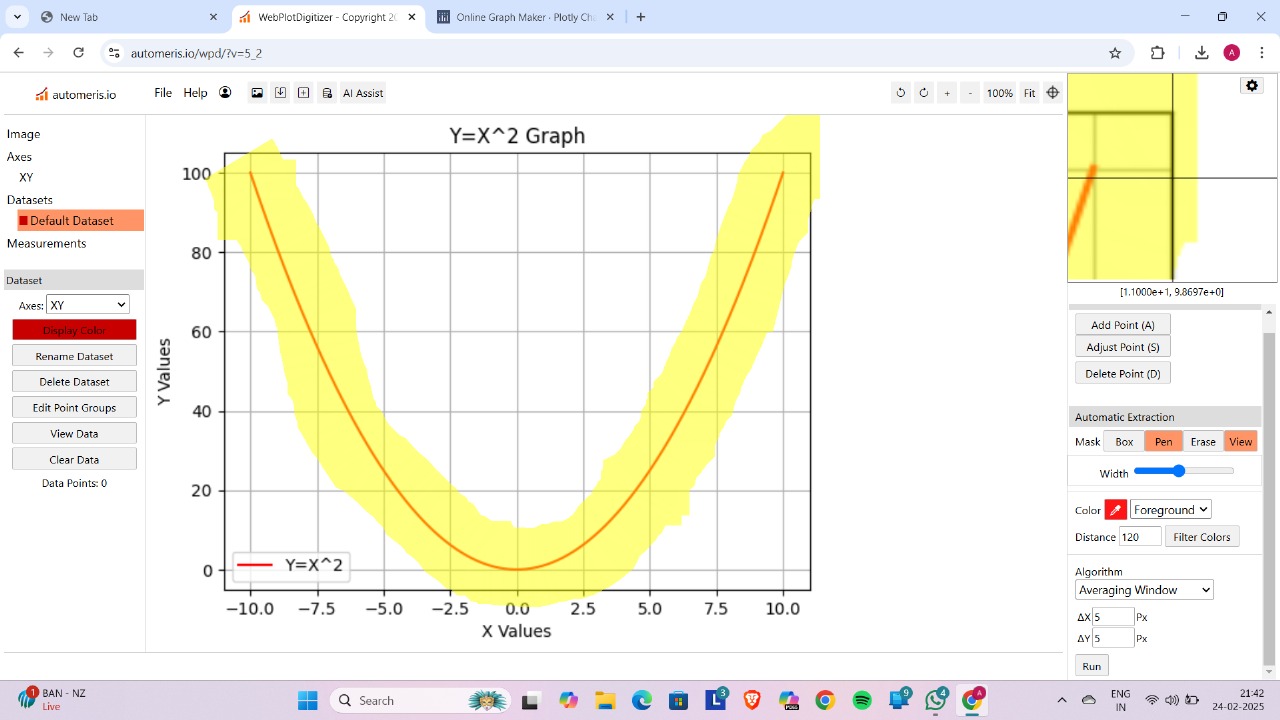 New Tab
WebPlotDigitizer - Copyright 20
Online Graph Maker · Plotly Ch
automeris.io/wpd/?v=5_2
A
automeris.io
File Help
AI Assist
+ - 100% Fit
Image
Axes
XY
Datasets
Default Dataset
Measurements
Dataset
Axes: XY
Display Color
Rename Dataset
Delete Dataset
Edit Point Groups
View Data
Clear Data
Data Points: 0
Y=X^2 Graph
100
80
60
40
20
0
Y Values
Y=X^2
−10.0 −7.5 −5.0 −2.5 0.0 2.5 5.0 7.5 10.0
X Values
[1.1000e+1, 9.8697e+0]
Add Point (A)
Adjust Point (S)
Delete Point (D)
Automatic Extraction
Mask Box Pen Erase View
Width
Color Foreground
Distance 120 Filter Colors
Algorithm
Averaging Window
ΔX 5 Px
ΔY 5 Px
Run
1
BAN - NZ
Live
Search
3
9
4
A
ENG
IN
21:42
24-02-2025